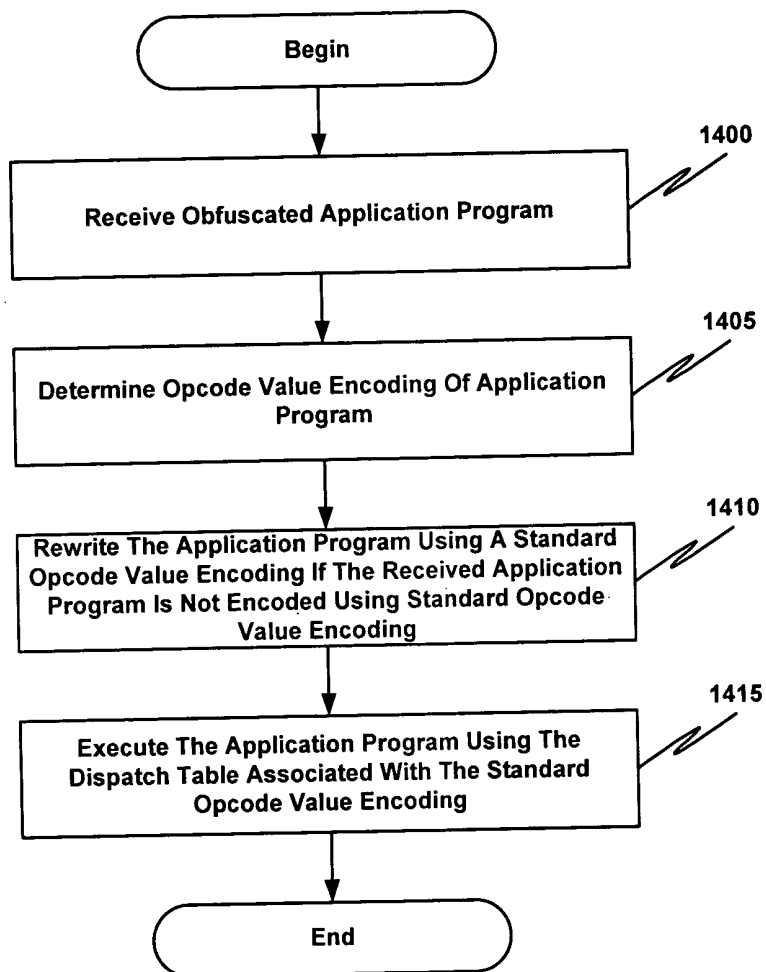 Begin
1400
Receive Obfuscated Application Program
1405
Determine Opcode Value Encoding Of Application
Program
1410
Rewrite The Application Program Using A Standard
Opcode Value Encoding If The Received Application
Program Is Not Encoded Using Standard Opcode
Value Encoding
1415
Execute The Application Program Using The
Dispatch Table Associated With The Standard
Opcode Value Encoding
End